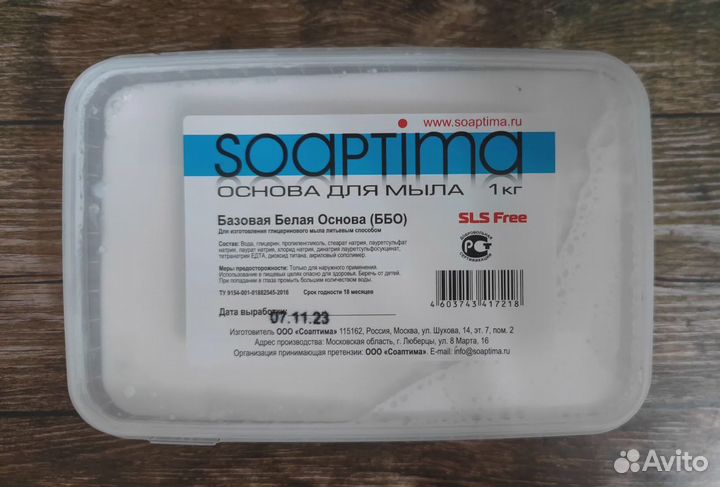 www.soaptima.ru
soaptima
ОСНОВА ДЛЯ МЫЛА 1 кг
Базовая Белая Основа (ББО)
SLS Free
Для изготовления глицеринового мыла литьевым способом
Состав: Вода, глицерин, пропиленгликоль, стеарат натрия, лауретсульфат
натрия, лаурат натрия, хлорид натрия, динатрия лауретсульфосукцинат,
тетранатрия ЕДТА, диоксид титана, акриловый сополимер.
ДОБРОВОЛЬНАЯ
СЕРТИФИКАЦИЯ
Меры предосторожности: Только для наружного применения.
Использование в пищевых целях опасно для здоровья. Беречь от детей.
При попадании в глаза промыть большим количеством воды.
ТУ 9154-001-01882545-2016 Срок годности 18 месяцев
4 603743 417218
Дата выработки:
07.11.23
Изготовитель ООО «Соаптима» 115162, Россия, Москва, ул. Шухова, 14, эт. 7, пом. 2
Адрес производства: Московская область, г. Люберцы, ул. 8 Марта, 16
Организация принимающая претензии: ООО «Соаптима». E-mail: info@soaptima.ru
Avito